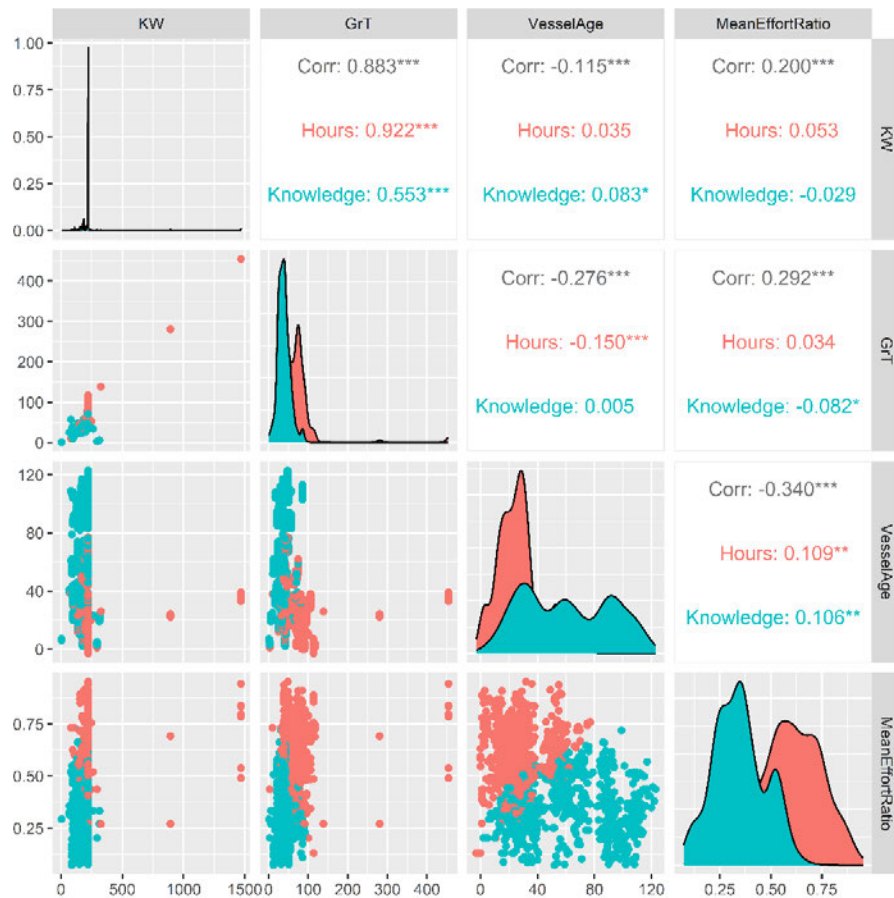 KW GrT VesselAge MeanEffortRatio
1.00
0.75
0.50
0.25
0.00
Corr: 0.883***
Hours: 0.922***
Knowledge: 0.553***
Corr: -0.115***
Hours: 0.035
Knowledge: 0.083*
Corr: 0.200***
Hours: 0.053
Knowledge: -0.029
KW
400
300
200
100
0
Corr: -0.276***
Hours: -0.150***
Knowledge: 0.005
Corr: 0.292***
Hours: 0.034
Knowledge: -0.082*
GrT
120
80
40
0
Corr: -0.340***
Hours: 0.109**
Knowledge: 0.106**
VesselAge
0.75
0.50
0.25
MeanEffortRatio
0 500 1000 1500 0 100 200 300 400 0 40 80 120 0.25 0.50 0.75